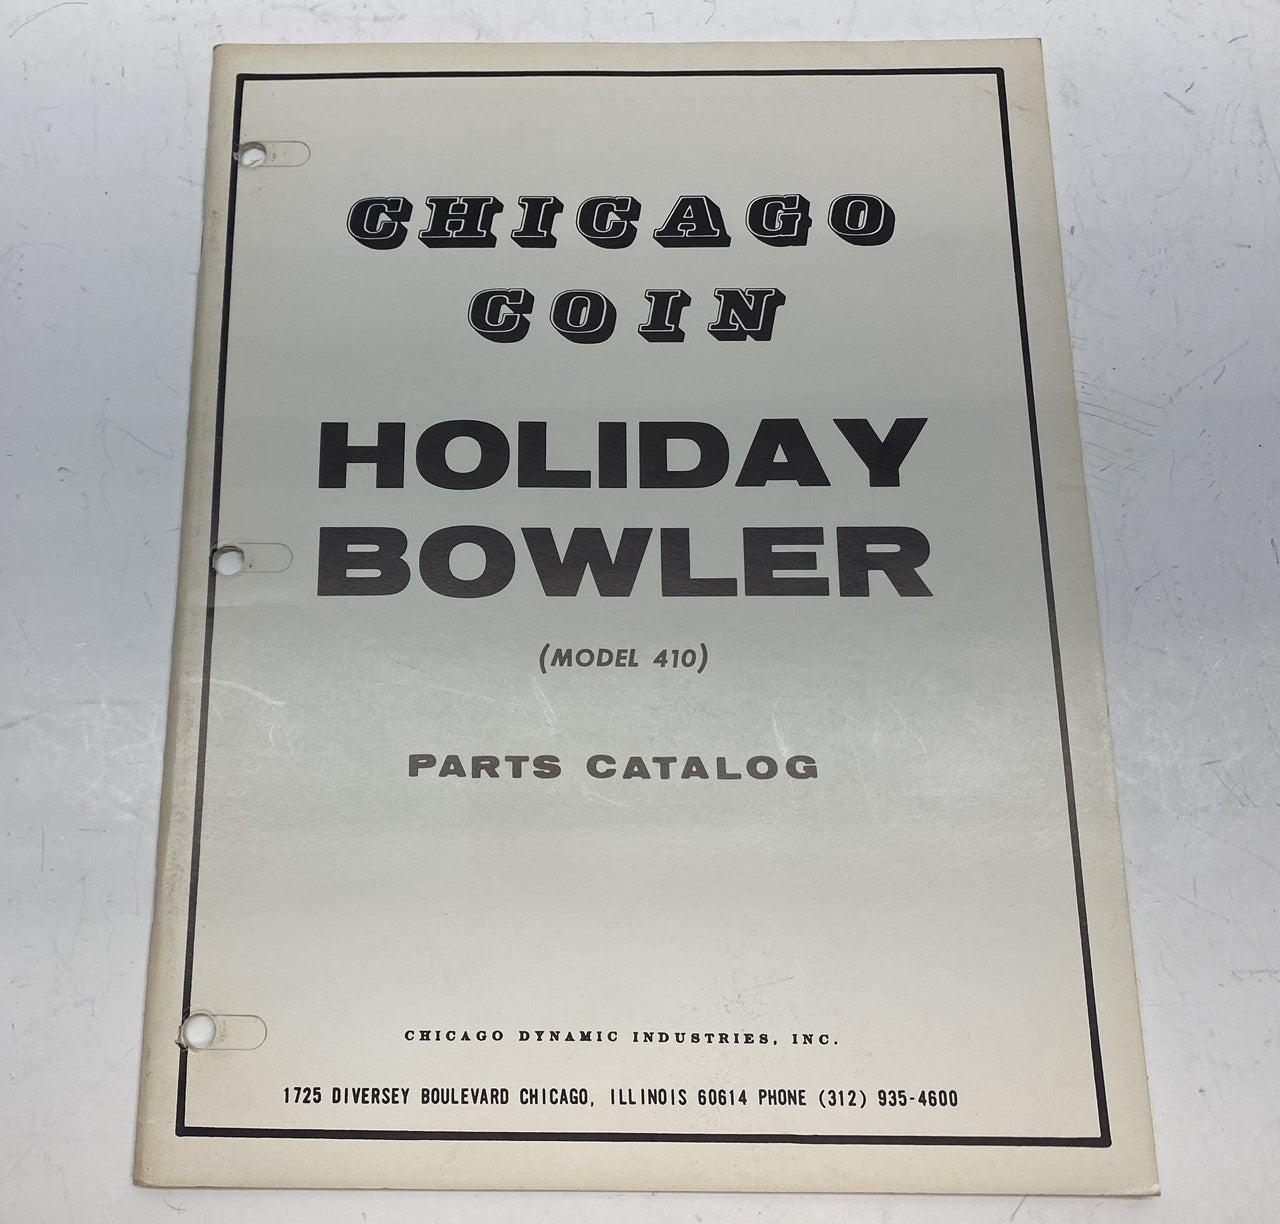 CHICAGO
COIN
HOLIDAY
BOWLER
(MODEL 410)
PARTS CATALOG
CHICAGO DYNAMIC INDUSTRIES, INC.
1725 DIVERSEY BOULEVARD CHICAGO, ILLINOIS 60614 PHONE (312) 935-4600